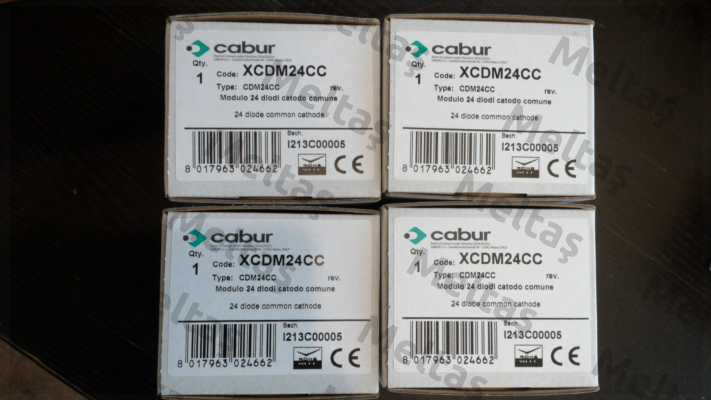 cabur
Qty.
1
Code: XCDM24CC
Type: CDM24CC rev.
Modulo 24 diodi catodo comune
24 diode common cathode
Bach.
I213C00005
8 017963 024662
CE
cabur
Qty.
1
Code: XCDM24CC
Type: CDM24CC rev.
Modulo 24 diodi catodo comune
24 diode common cathode
Bach.
I213C00005
8 017963 024662
CE
cabur
Qty.
1
Code: XCDM24CC
Type: CDM24CC rev.
Modulo 24 diodi catodo comune
24 diode common cathode
Bach.
I213C00005
8 017963 024662
CE
cabur
Qty.
1
Code: XCDM24CC
Type: CDM24CC rev.
Modulo 24 diodi catodo comune
24 diode common cathode
Bach.
I213C00005
8 017963 024662
CE
Meltaş
Meltaş
Meltaş
Meltaş
Meltaş
Meltaş